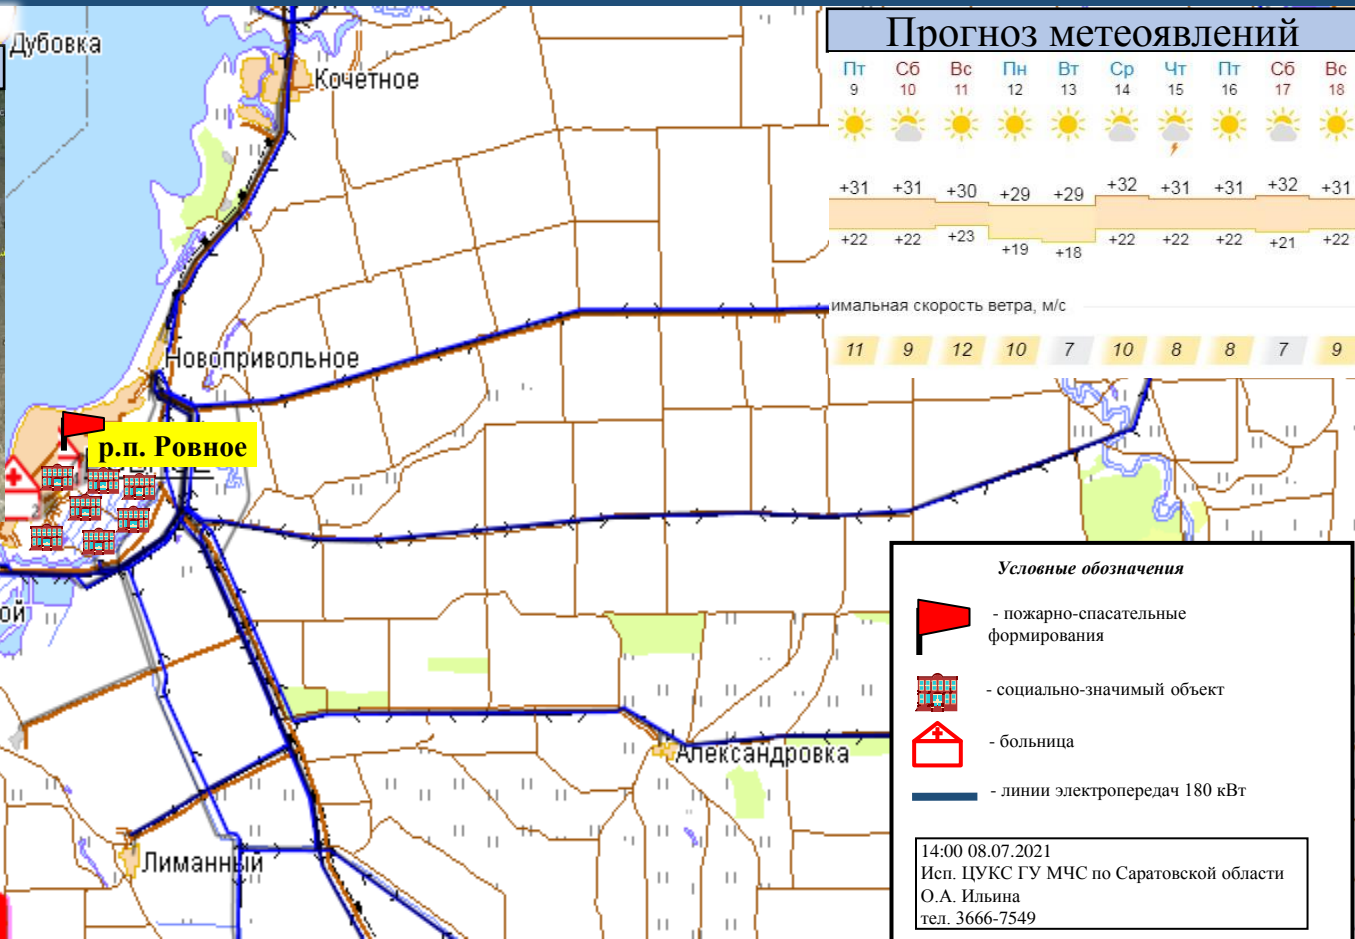 Дубовка
Кочетное
Прогноз метеоявлений
Пт Сб Вс Пн Вт Ср Чт Пт Сб Вс
9 10 11 12 13 14 15 16 17 18
+31 +31 +30 +29 +29 +32 +31 +31 +32 +31
+22 +22 +23 +19 +18 +22 +22 +22 +21 +22
имальная скорость ветра, м/с
11 9 12 10 7 10 8 8 7 9
Новопривольное
р.п. Ровное
ой
Александровка
Лиманный
Условные обозначения
- пожарно-спасательные
формирования
- социально-значимый объект
- больница
- линии электропередач 180 кВт
14:00 08.07.2021
Исп. ЦУКС ГУ МЧС по Саратовской области
О.А. Ильина
тел. 3666-7549